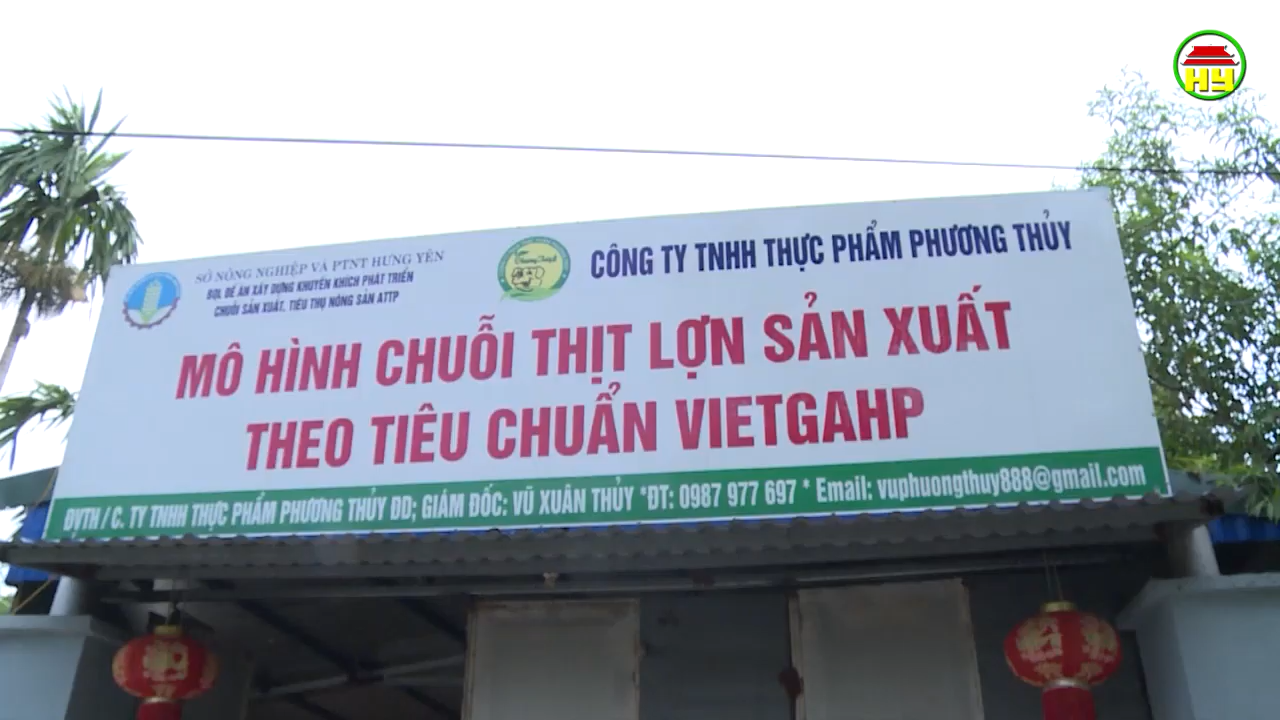 HY
SỞ NÔNG NGHIỆP VÀ PTNT HƯNG YÊN
BQL ĐỀ ÁN XÂY DỰNG KHUYẾN KHÍCH PHÁT TRIỂN
CHUỖI SẢN XUẤT, TIÊU THỤ NÔNG SẢN ATTP
CÔNG TY TNHH THỰC PHẨM PHƯƠNG THỦY
MÔ HÌNH CHUỖI THỊT LỢN SẢN XUẤT
THEO TIÊU CHUẨN VIETGAHP
ĐVTH / C. TY TNHH THỰC PHẨM PHƯƠNG THỦY DD; GIÁM ĐỐC: VŨ XUÂN THỦY *ĐT: 0987 977 697 * Email: vuphuongthuy888@gmail.com